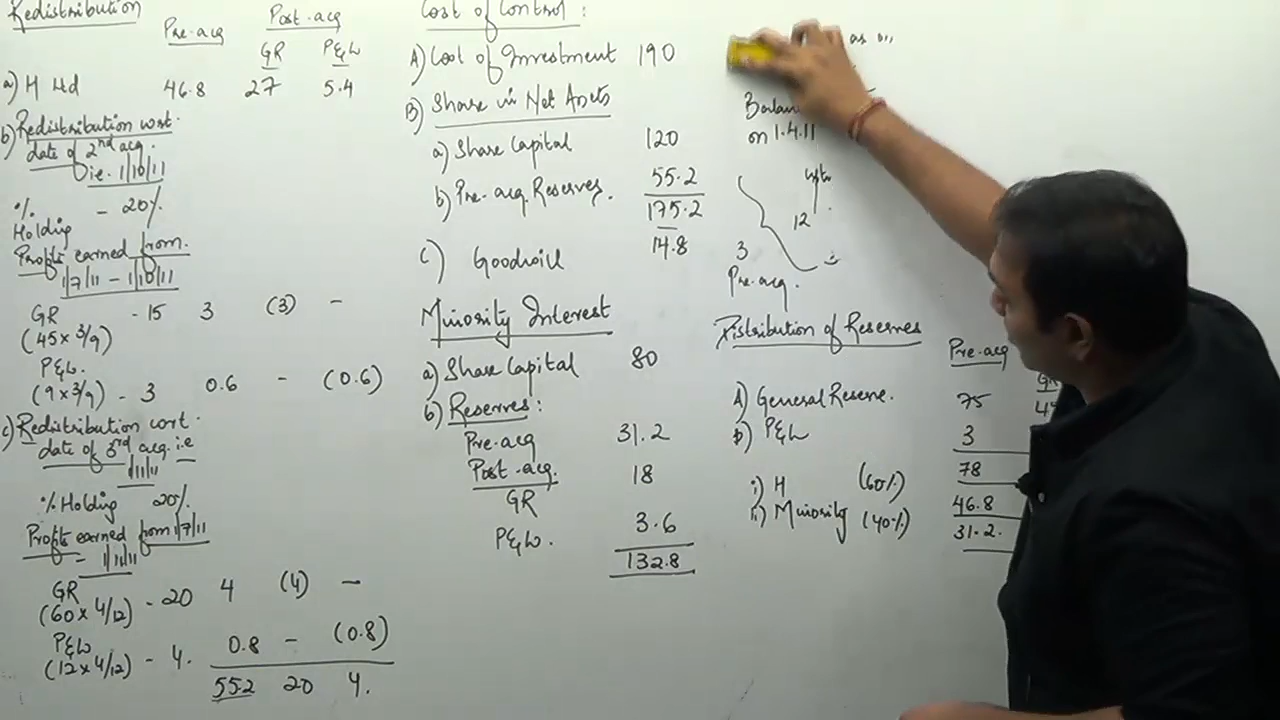 Redistribution
Pre-acq
Post-acq
GR P&L
a) H Ltd 46.8 27 5.4
b) Redistribution w.r.t.
date of 2nd acq.
i.e. 1/10/11
% - 20%
Holding
Profits earned from
1/7/11 - 1/10/11
GR - 15 3 (3) -
(45 x 3/9)
P&L
(9 x 3/9) - 3 0.6 - (0.6)
c) Redistribution w.r.t.
date of 3rd acq. i.e
1/11/11
% Holding 20%
Profits earned from 1/7/11
- 1/11/11
GR - 20 4 (4) -
(60 x 4/12)
P&L
(12 x 4/12) - 4. 0.8 - (0.8)
55.2 20 4.
Cost of Control :
A) Cost of Investment 190
B) Share in Net Assets
a) Share Capital 120
b) Pre-acq Reserves. 55.2
175.2
C) Goodwill 14.8
Minority Interest
a) Share Capital 80
b) Reserves :
Pre-acq 31.2
Post-acq. 18
GR
P&L. 3.6
132.8
as on
on 1.4.11
12
3
Pre-acq.
Distribution of Reserves
Pre-acq
A) General Reserve. 75
B) P&L 3
78
i) H (60%) 46.8
ii) Minority (40%) 31.2.